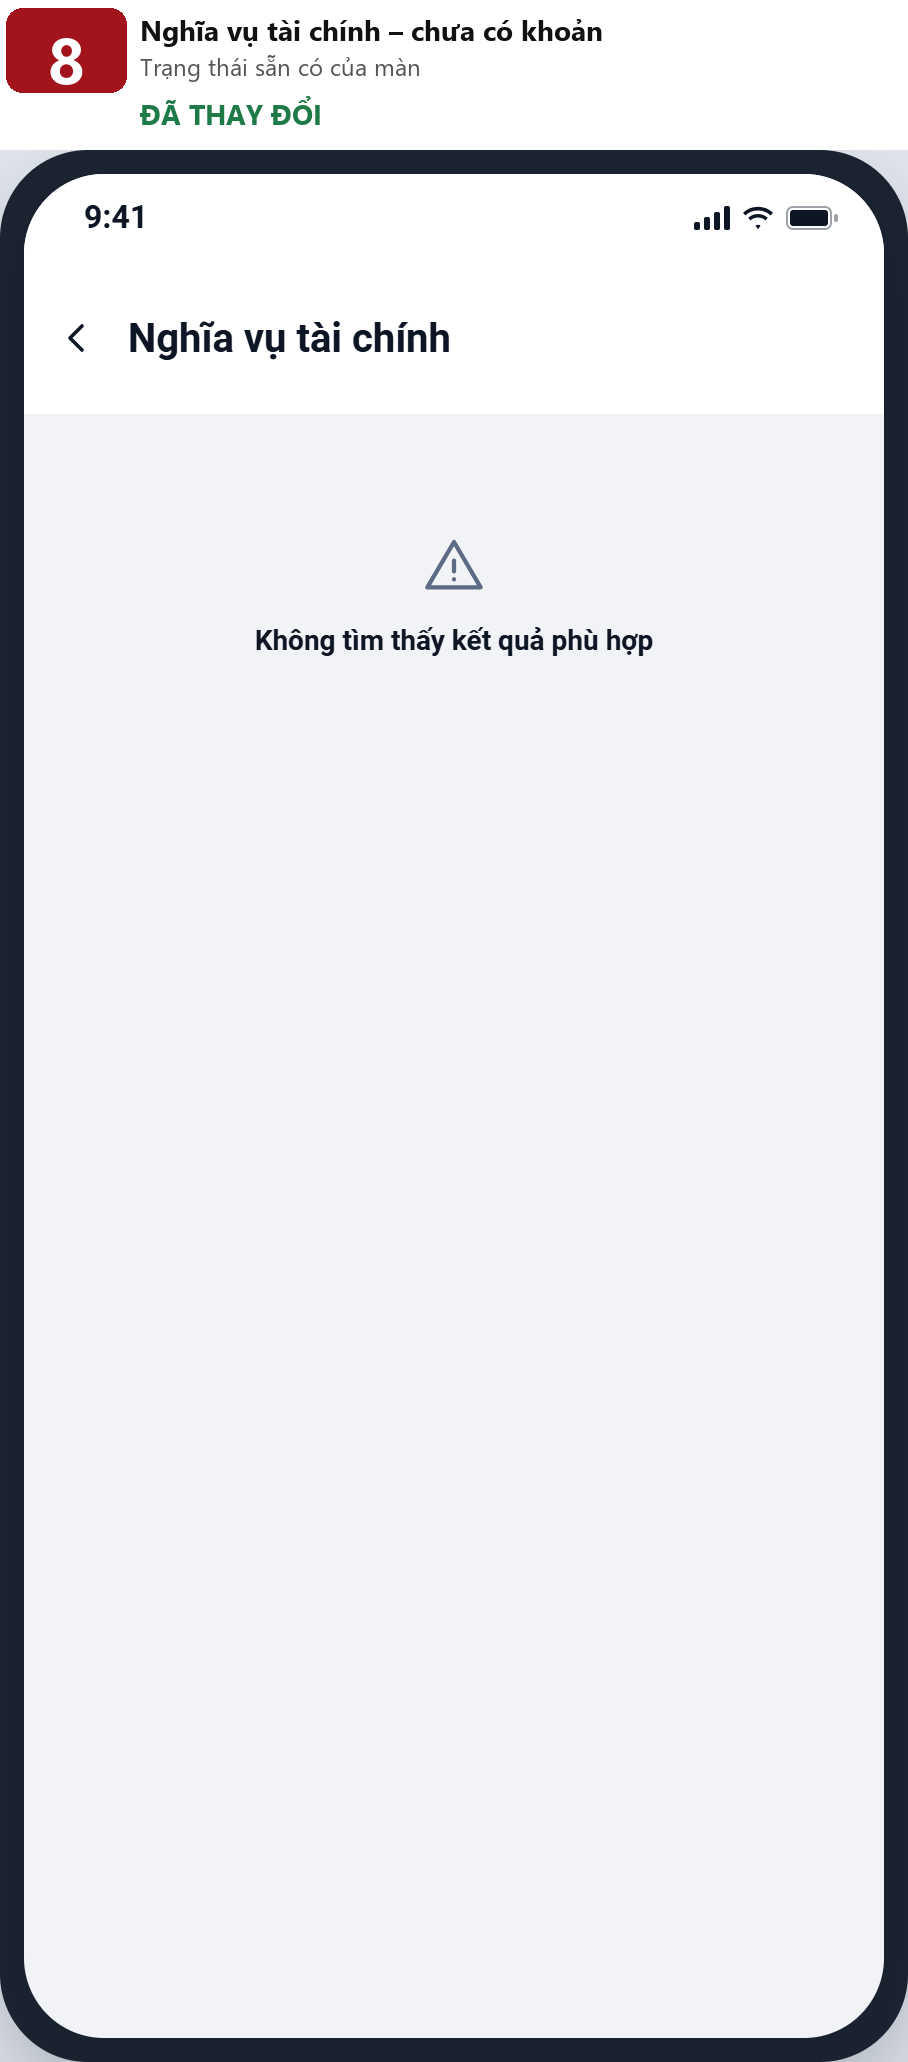 8
Nghĩa vụ tài chính – chưa có khoản
Trạng thái sẵn có của màn
ĐÃ THAY ĐỔI
9:41
Nghĩa vụ tài chính
Không tìm thấy kết quả phù hợp